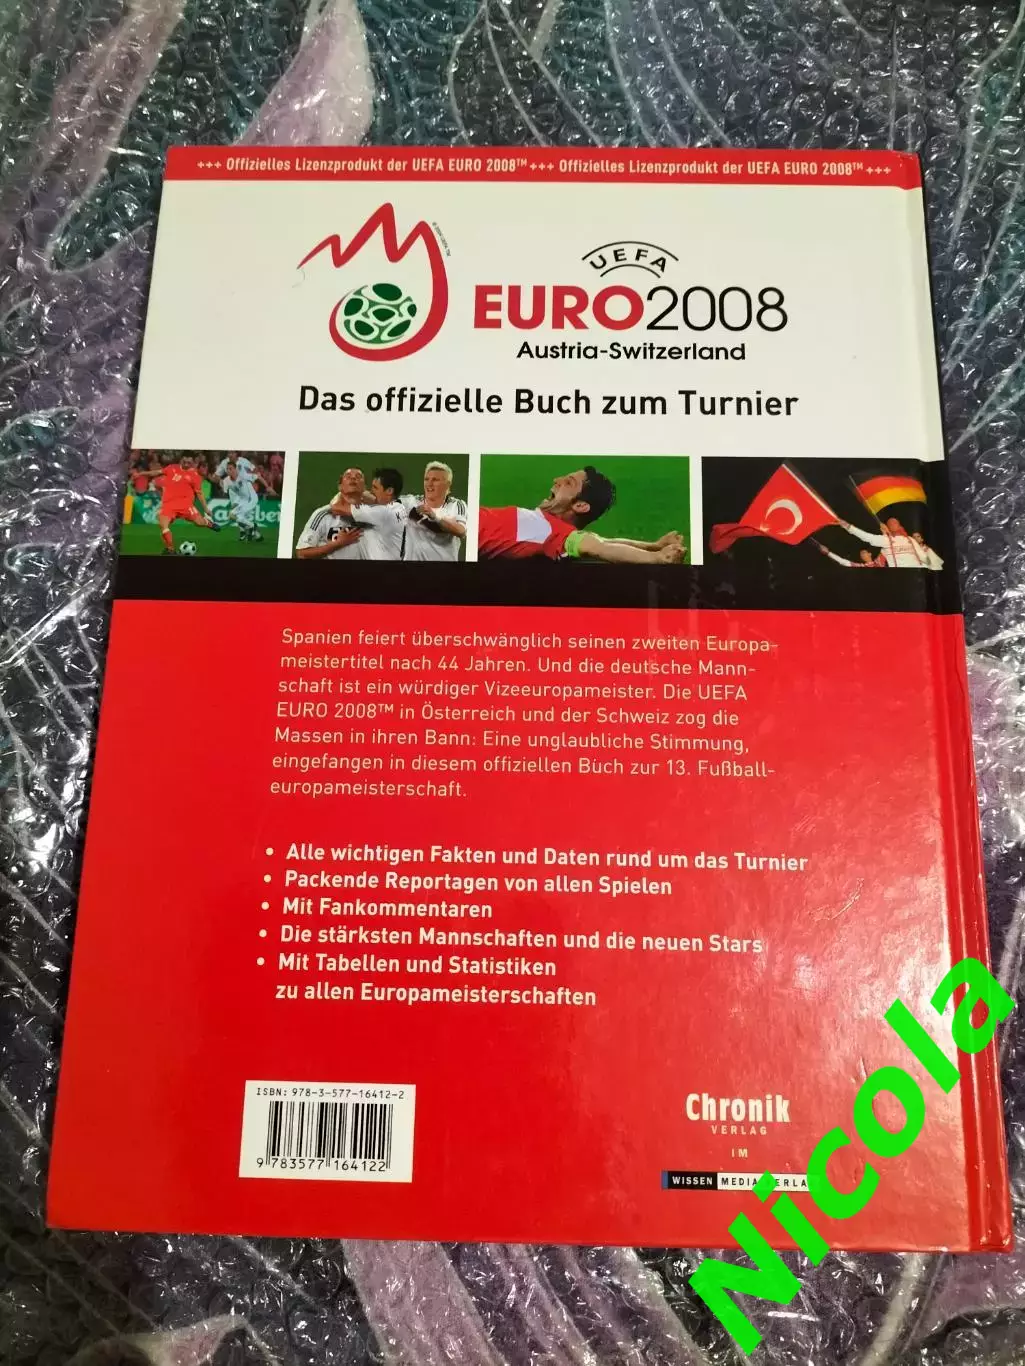 +++ Offizielles Lizenzprodukt der UEFA EURO 2008™ +++ Offizielles Lizenzprodukt der UEFA EURO 2008™ +++
UEFA
EURO2008
Austria-Switzerland
Das offizielle Buch zum Turnier
Carlsberg
Spanien feiert überschwänglich seinen zweiten Europa-
meistertitel nach 44 Jahren. Und die deutsche Mann-
schaft ist ein würdiger Vizeeuropameister. Die UEFA
EURO 2008™ in Österreich und der Schweiz zog die
Massen in ihren Bann: Eine unglaubliche Stimmung,
eingefangen in diesem offiziellen Buch zur 13. Fußball-
europameisterschaft.
• Alle wichtigen Fakten und Daten rund um das Turnier
• Packende Reportagen von allen Spielen
• Mit Fankommentaren
• Die stärksten Mannschaften und die neuen Stars
• Mit Tabellen und Statistiken
zu allen Europameisterschaften
ISBN: 978-3-577-16412-2
9 783577 164122
Chronik
VERLAG
IM
WISSEN MEDIA VERLAG
Nicola